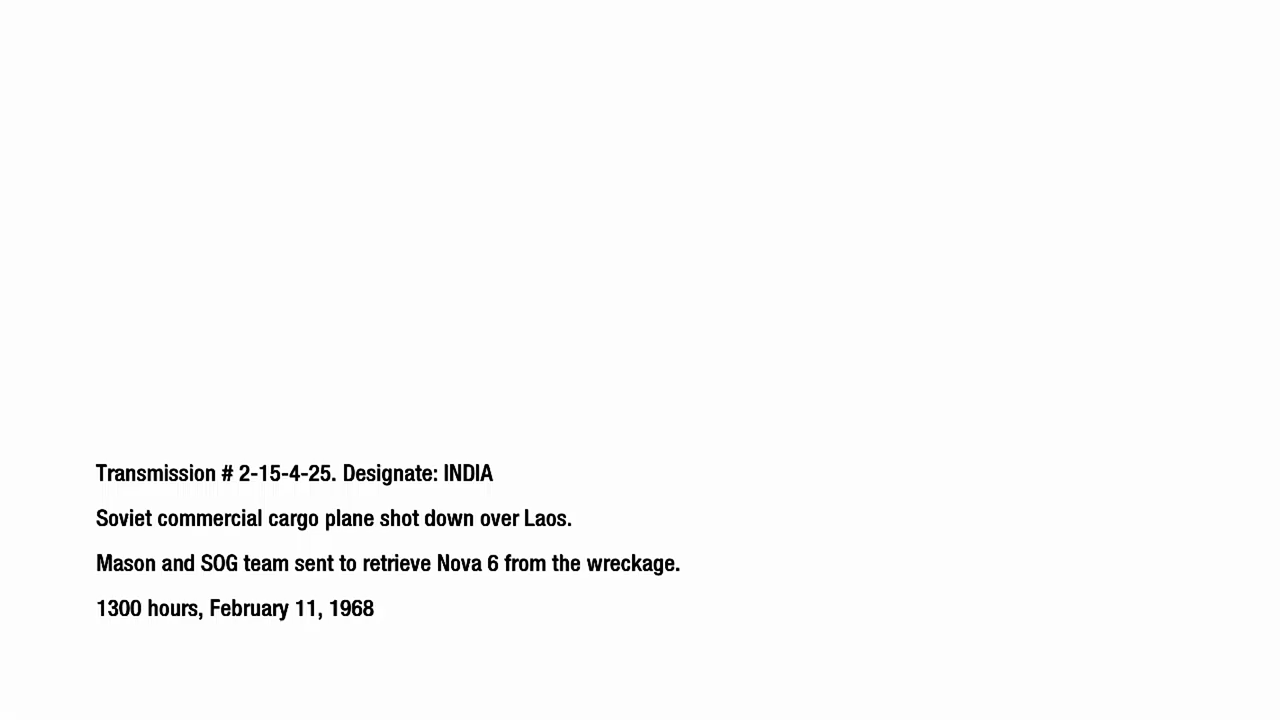 Transmission # 2-15-4-25. Designate: INDIA
Soviet commercial cargo plane shot down over Laos.
Mason and SOG team sent to retrieve Nova 6 from the wreckage.
1300 hours, February 11, 1968